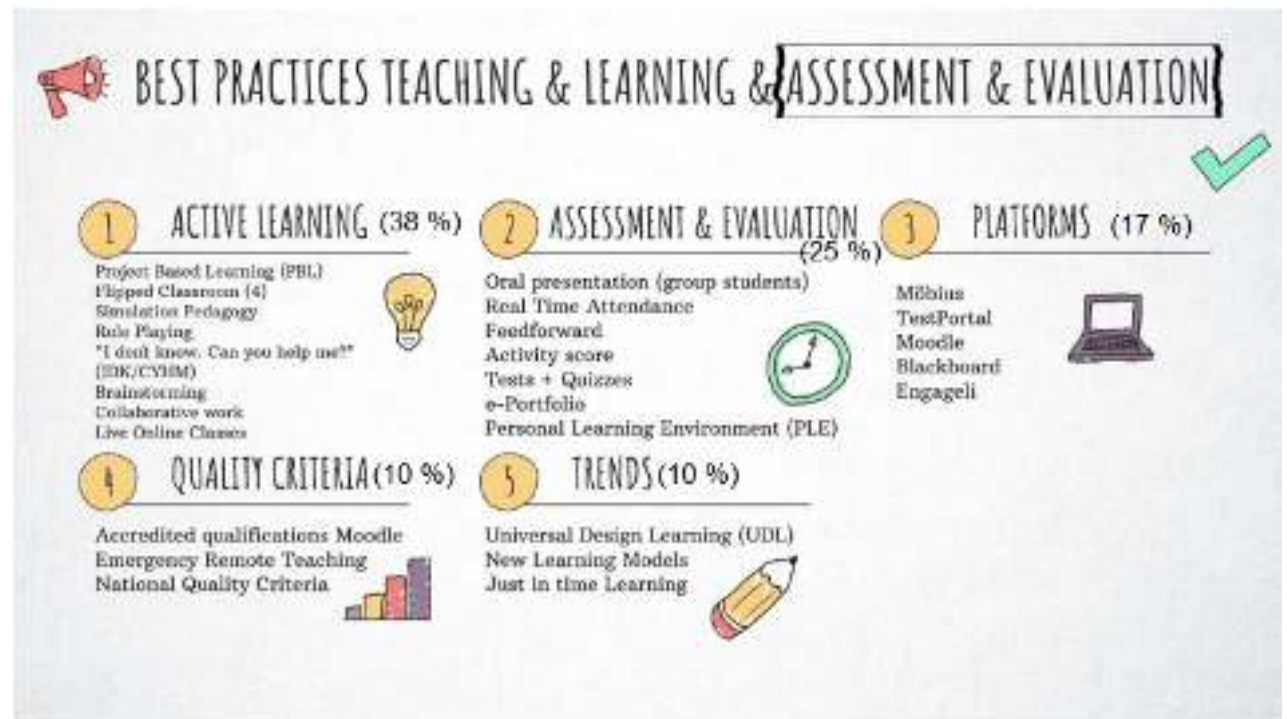 BEST PRACTICES TEACHING & LEARNING & ASSESSMENT & EVALUATION
1 ACTIVE LEARNING (38 %)
Project Based Learning (PBL)
Flipped Classroom (4)
Simulation Pedagogy
Role Playing
"I don't know. Can you help me?"
(IDK/CYHM)
Brainstorming
Collaborative work
Live Online Classes
2 ASSESSMENT & EVALUATION
(25 %)
Oral presentation (group students)
Real Time Attendance
Feedforward
Activity score
Tests + Quizzes
e-Portfolio
Personal Learning Environment (PLE)
3 PLATFORMS (17 %)
Möbius
TestPortal
Moodle
Blackboard
Engageli
4 QUALITY CRITERIA (10 %)
Accredited qualifications Moodle
Emergency Remote Teaching
National Quality Criteria
5 TRENDS (10 %)
Universal Design Learning (UDL)
New Learning Models
Just in time Learning